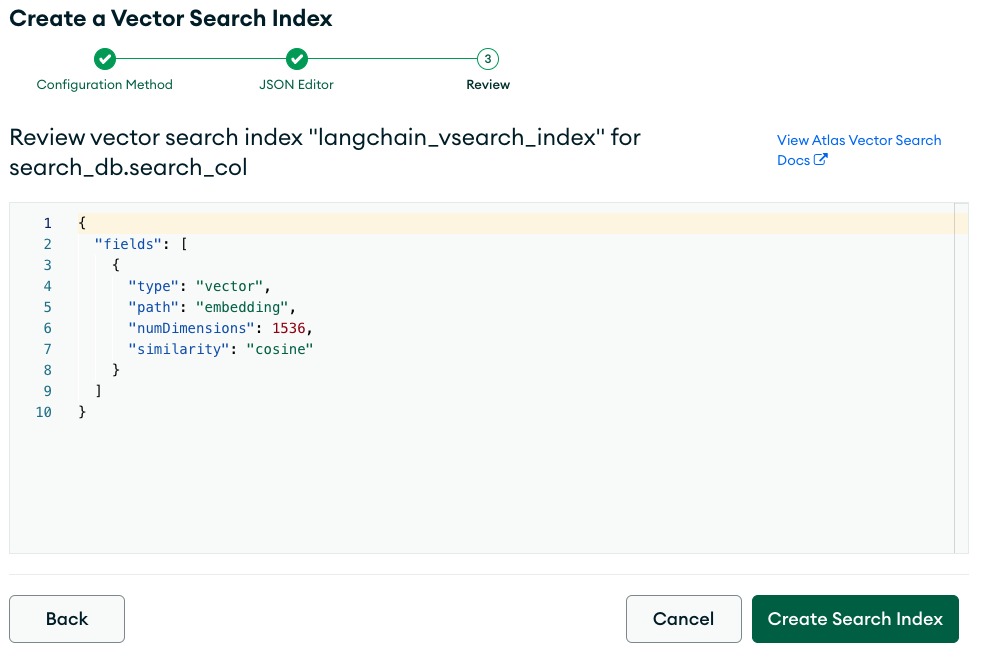 Create a Vector Search Index
3
Configuration Method
JSON Editor
Review
Review vector search index "langchain_vsearch_index" for
search_db.search_col
View Atlas Vector Search
Docs
1 {
2   "fields": [
3     {
4       "type": "vector",
5       "path": "embedding",
6       "numDimensions": 1536,
7       "similarity": "cosine"
8     }
9   ]
10 }
Back
Cancel
Create Search Index